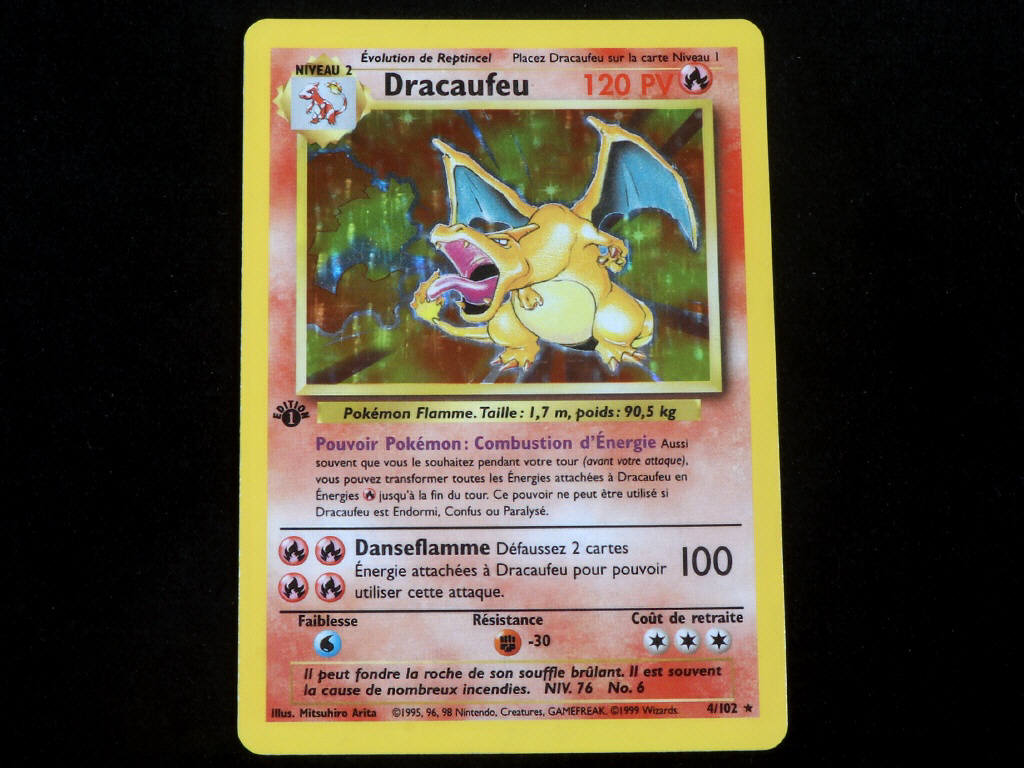 Évolution de Reptincel Placez Dracaufeu sur la carte Niveau 1
NIVEAU 2
Dracaufeu 120 PV
EDITION 1
Pokémon Flamme. Taille : 1,7 m, poids : 90,5 kg
Pouvoir Pokémon : Combustion d'Énergie Aussi
souvent que vous le souhaitez pendant votre tour (avant votre attaque),
vous pouvez transformer toutes les Énergies attachées à Dracaufeu en
Énergies jusqu'à la fin du tour. Ce pouvoir ne peut être utilisé si
Dracaufeu est Endormi, Confus ou Paralysé.
Danseflamme Défaussez 2 cartes
Énergie attachées à Dracaufeu pour pouvoir 100
utiliser cette attaque.
Faiblesse Résistance Coût de retraite
-30
Il peut fondre la roche de son souffle brûlant. Il est souvent
la cause de nombreux incendies. NIV. 76 No. 6
Illus. Mitsuhiro Arita ©1995, 96, 98 Nintendo, Creatures, GAMEFREAK. ©1999 Wizards. 4/102 ★